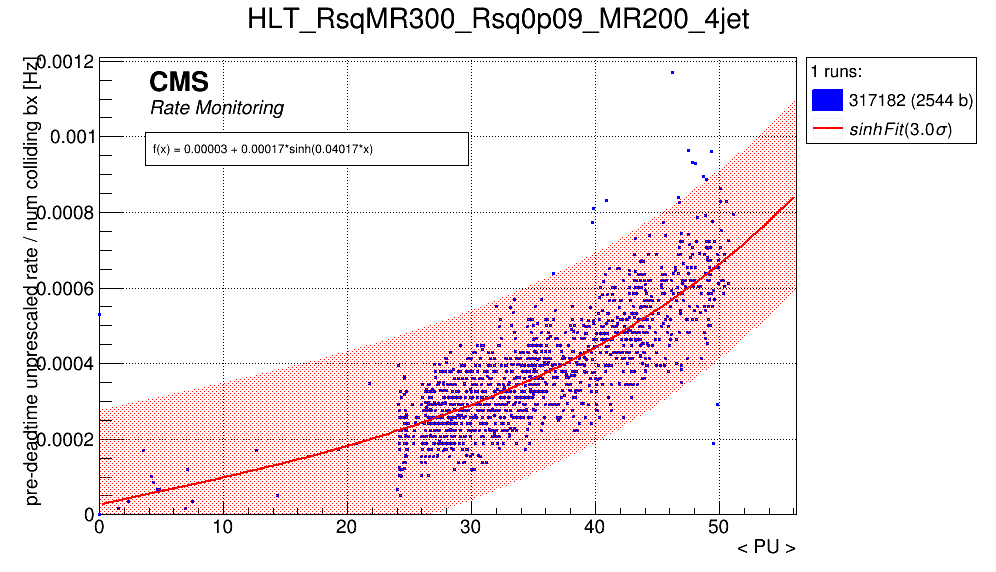 HLT_RsqMR300_Rsq0p09_MR200_4jet
pre-deadtime unprescaled rate / num colliding bx [Hz]
0.0012
0.001
0.0008
0.0006
0.0004
0.0002
0
CMS
Rate Monitoring
f(x) = 0.00003 + 0.00017*sinh(0.04017*x)
1 runs:
317182 (2544 b)
sinhFit(3.0σ)
0 10 20 30 40 50
< PU >